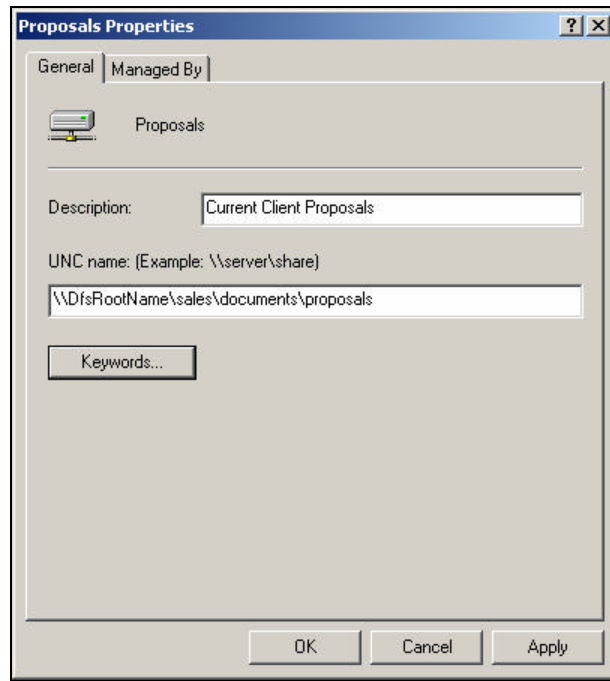 Proposals Properties
General Managed By
Proposals
Description: Current Client Proposals
UNC name: (Example: \\server\share)
\\DfsRootName\sales\documents\proposals
Keywords...
OK Cancel Apply